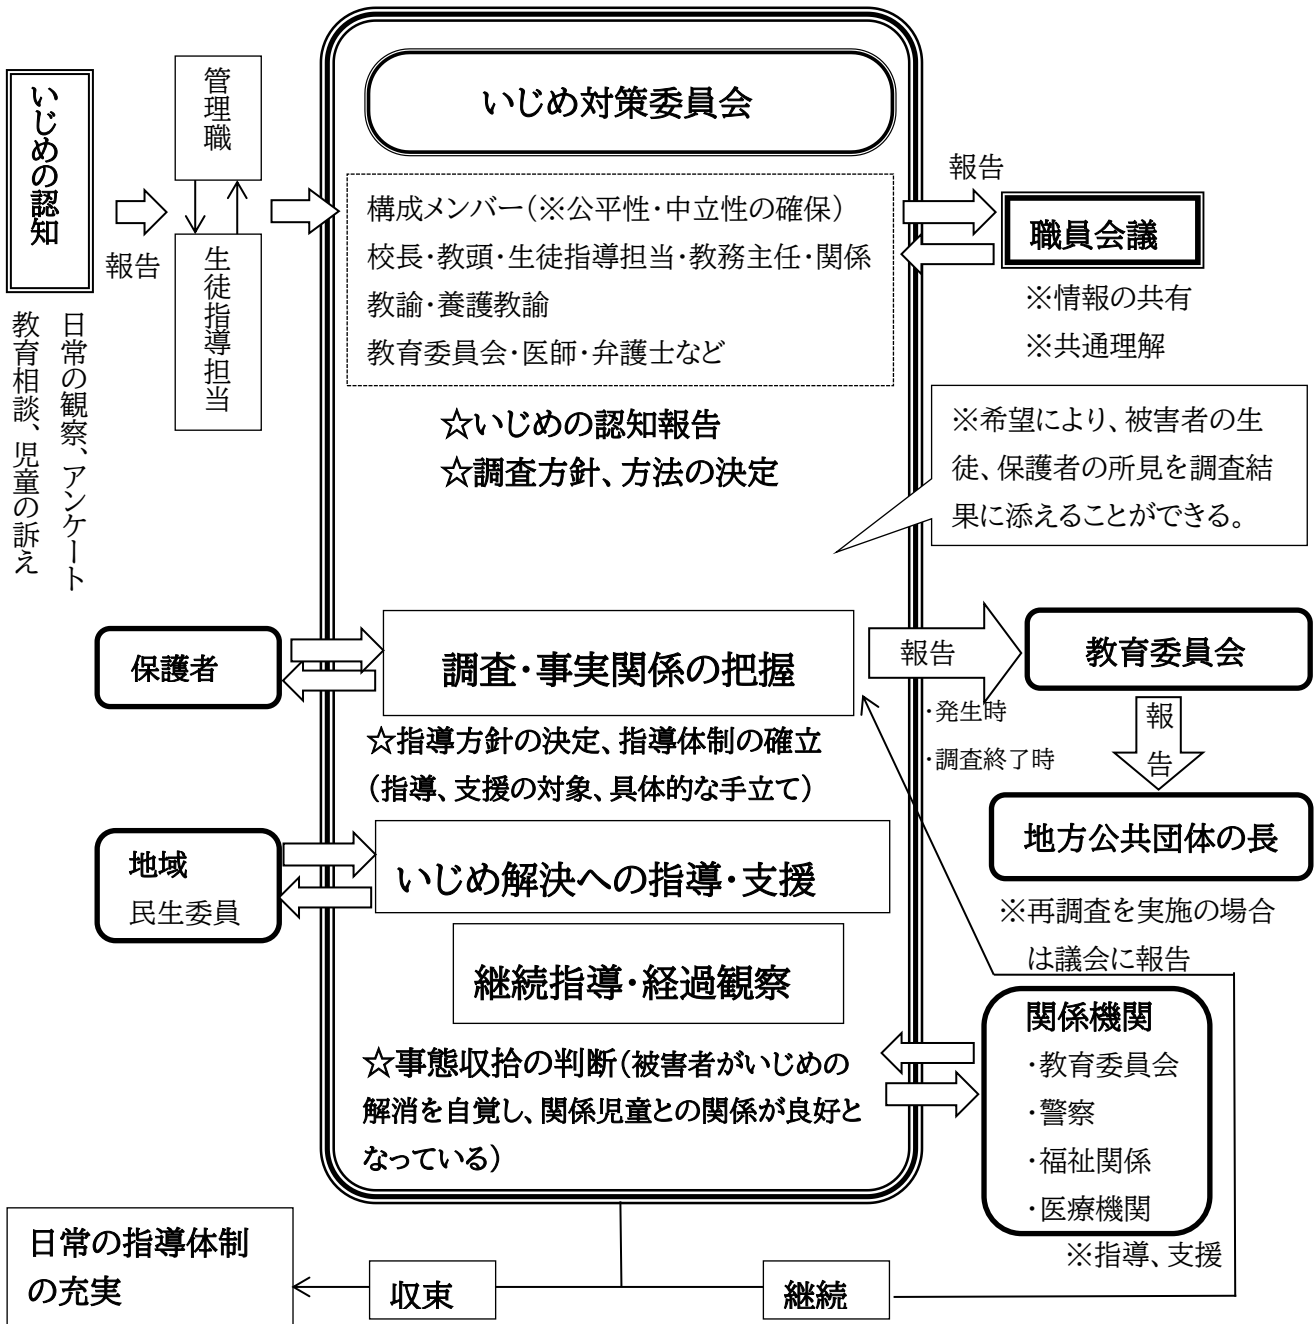 いじめの認知
日常の観察、アンケート
教育相談、児童の訴え
報告
管理職
生徒指導担当
いじめ対策委員会
構成メンバー(※公平性・中立性の確保)
校長・教頭・生徒指導担当・教務主任・関係
教諭・養護教諭
教育委員会・医師・弁護士など
☆いじめの認知報告
☆調査方針、方法の決定
報告
職員会議
※情報の共有
※共通理解
※希望により、被害者の生
徒、保護者の所見を調査結
果に添えることができる。
保護者
調査・事実関係の把握
報告
・発生時
・調査終了時
教育委員会
報
告
地方公共団体の長
※再調査を実施の場合
は議会に報告
☆指導方針の決定、指導体制の確立
(指導、支援の対象、具体的な手立て)
地域
民生委員
いじめ解決への指導・支援
継続指導・経過観察
☆事態収拾の判断(被害者がいじめの
解消を自覚し、関係児童との関係が良好と
なっている)
関係機関
・教育委員会
・警察
・福祉関係
・医療機関
※指導、支援
日常の指導体制
の充実
収束
継続